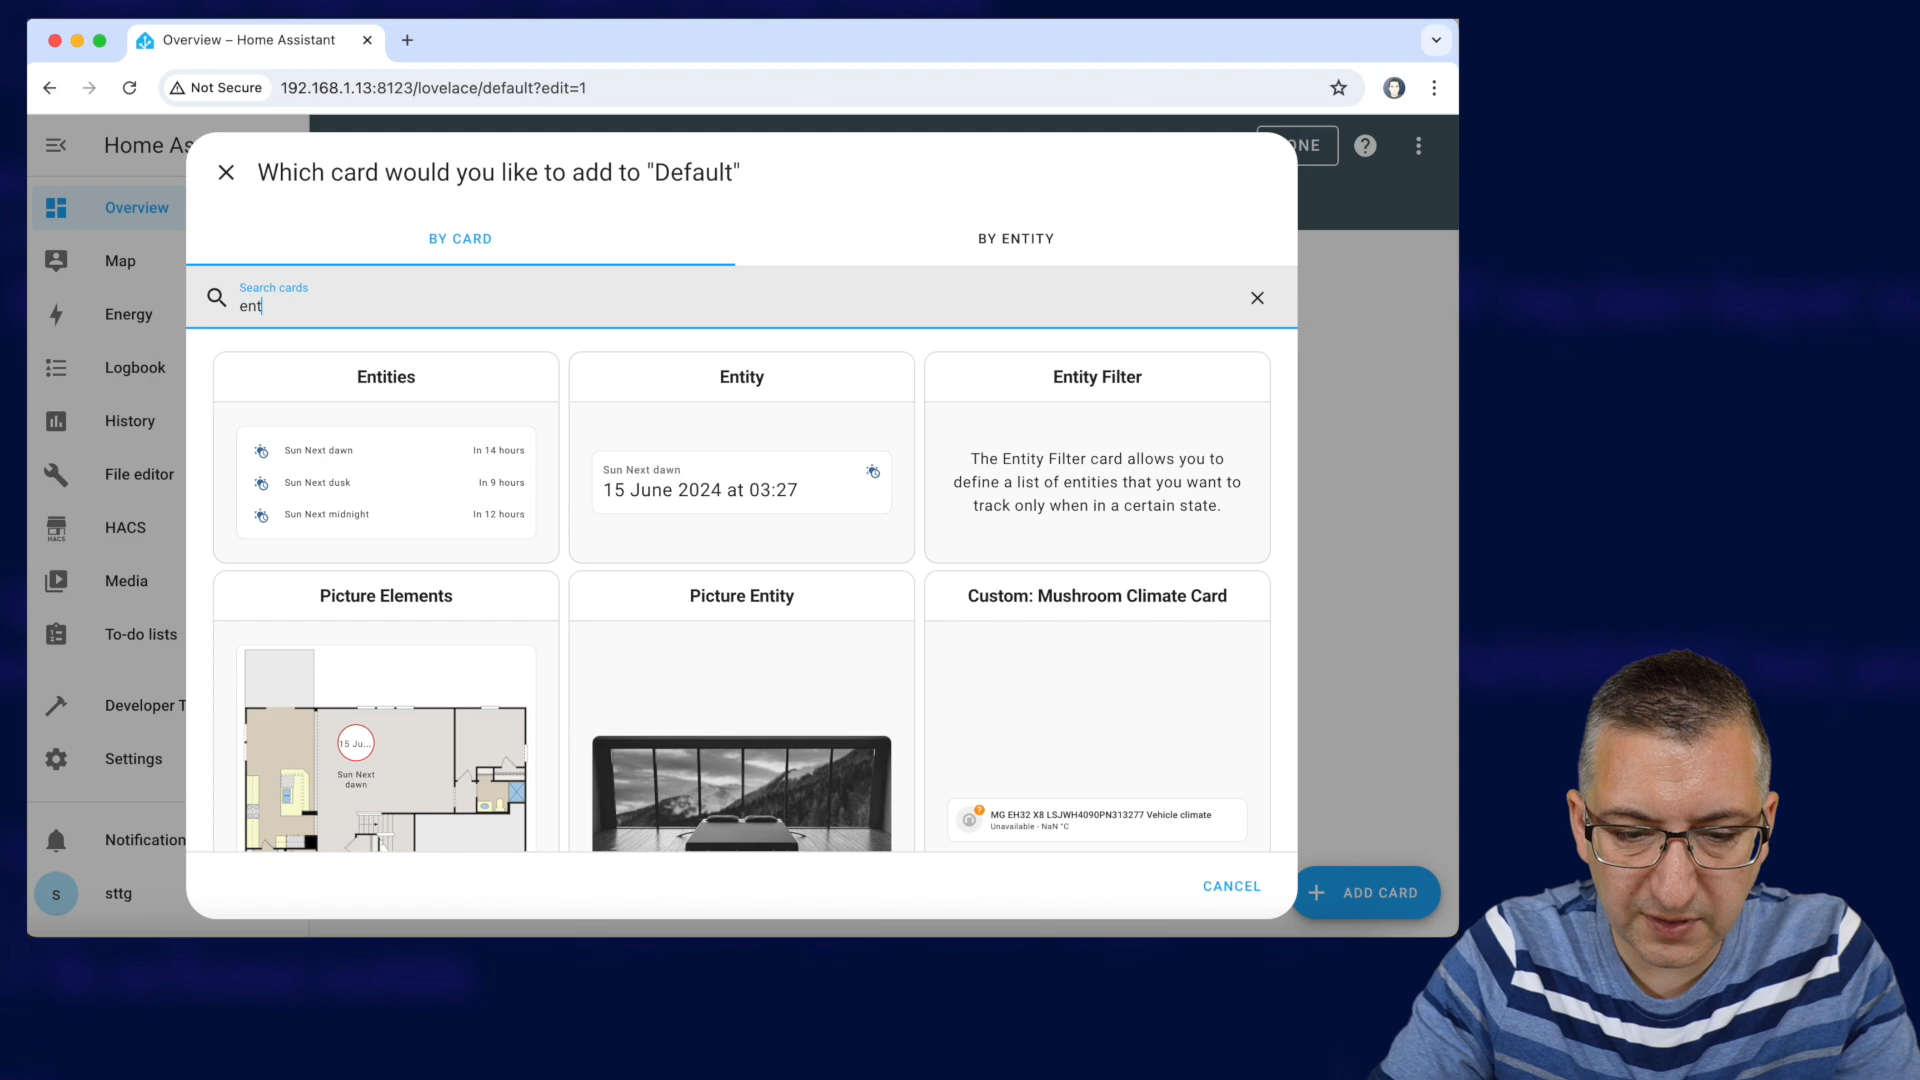 Overview – Home Assistant
Not Secure
192.168.1.13:8123/lovelace/default?edit=1
Home As
ONE
Which card would you like to add to "Default"
BY CARD
BY ENTITY
Search cards
ent
Overview
Map
Energy
Logbook
History
File editor
HACS
HACS
Media
To-do lists
Developer T
Settings
Notification
s
sttg
Entities
Sun Next dawn
In 14 hours
Sun Next dusk
In 9 hours
Sun Next midnight
In 12 hours
Entity
Sun Next dawn
15 June 2024 at 03:27
Entity Filter
The Entity Filter card allows you to
define a list of entities that you want to
track only when in a certain state.
Picture Elements
15 Ju...
Sun Next
dawn
Picture Entity
Custom: Mushroom Climate Card
MG EH32 X8 LSJWH4090PN313277 Vehicle climate
Unavailable - NaN °C
CANCEL
ADD CARD